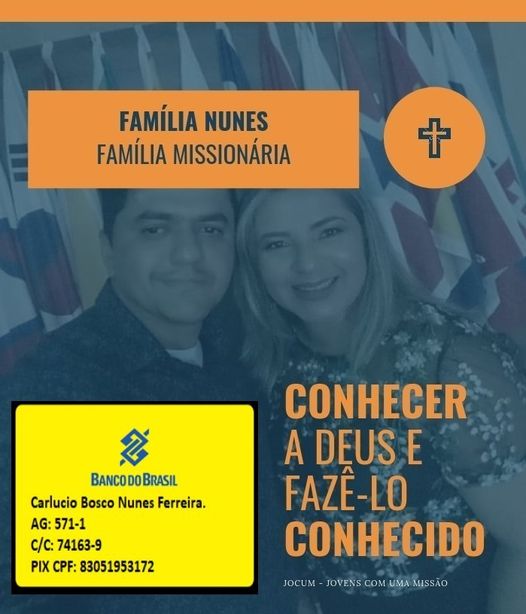 FAMÍLIA NUNES
FAMÍLIA MISSIONÁRIA
CONHECER
A DEUS E
FAZÊ-LO
CONHECIDO
BANCO DO BRASIL
Carlucio Bosco Nunes Ferreira.
AG: 571-1
C/C: 74163-9
PIX CPF: 83051953172
JOCUM - JOVENS COM UMA MISSÃO